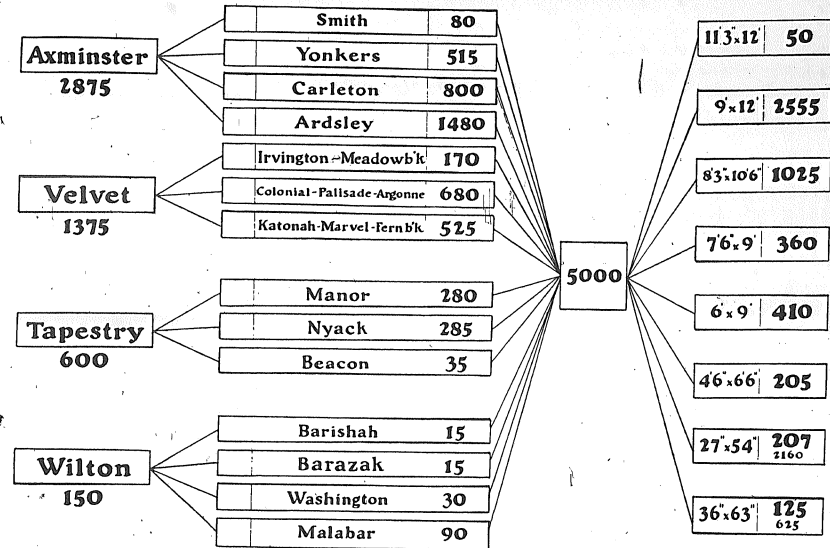 Axminster
2875
Smith 80
Yonkers 515
Carleton 800
Ardsley 1480
Velvet
1375
Irvington-Meadowb'k 170
Colonial-Palisade-Argonne 680
Katonah-Marvel-Fernb'k 525
Tapestry
600
Manor 280
Nyack 285
Beacon 35
Wilton
150
Barishah 15
Barazak 15
Washington 30
Malabar 90
5000
11'3"x12' 50
9'x12' 2555
8'3"x10'6" 1025
7'6"x9' 360
6'x9' 410
4'6"x6'6" 205
27"x54" 207
2160
36"x63" 125
625